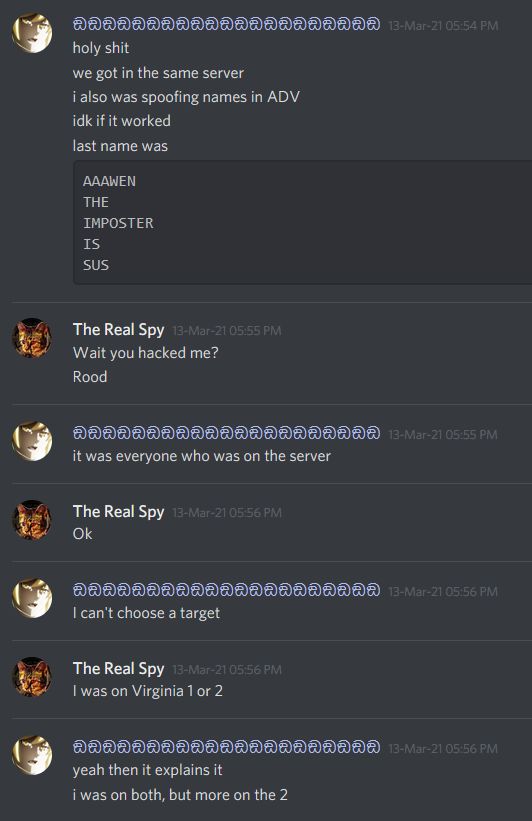 ඞඞඞඞඞඞඞඞඞඞඞඞඞඞඞඞඞඞඞඞඞ 13-Mar-21 05:54 PM
holy shit
we got in the same server
i also was spoofing names in ADV
idk if it worked
last name was
AAAWEN
THE
IMPOSTER
IS
SUS
The Real Spy 13-Mar-21 05:55 PM
Wait you hacked me?
Rood
ඞඞඞඞඞඞඞඞඞඞඞඞඞඞඞඞඞඞඞඞඞ 13-Mar-21 05:55 PM
it was everyone who was on the server
The Real Spy 13-Mar-21 05:56 PM
Ok
ඞඞඞඞඞඞඞඞඞඞඞඞඞඞඞඞඞඞඞඞඞ 13-Mar-21 05:56 PM
I can't choose a target
The Real Spy 13-Mar-21 05:56 PM
I was on Virginia 1 or 2
ඞඞඞඞඞඞඞඞඞඞඞඞඞඞඞඞඞඞඞඞඞ 13-Mar-21 05:56 PM
yeah then it explains it
i was on both, but more on the 2